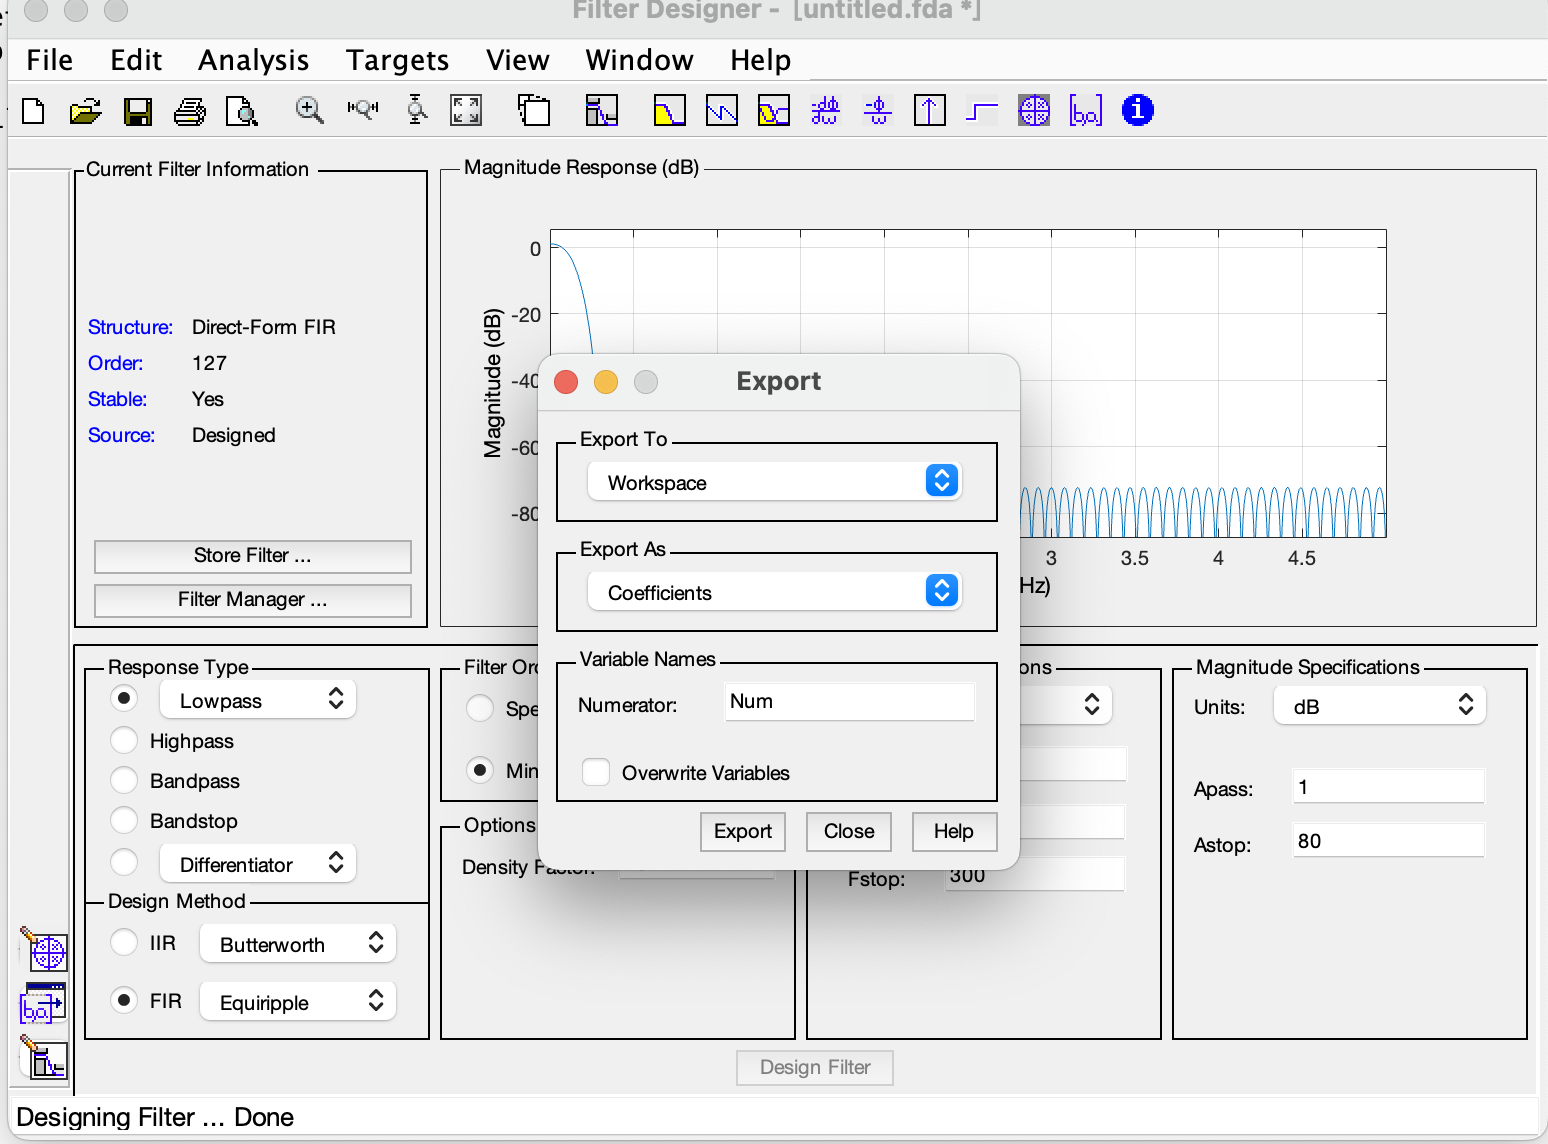 Filter Designer - [untitled.fda *]
File Edit Analysis Targets View Window Help
Current Filter Information
Structure: Direct-Form FIR
Order: 127
Stable: Yes
Source: Designed
Store Filter ...
Filter Manager ...
Magnitude Response (dB)
Magnitude (dB)
0
-20
-40
-60
-80
3 3.5 4 4.5
Hz)
Export
Export To
Workspace
Export As
Coefficients
Variable Names
Numerator: Num
Overwrite Variables
Export Close Help
Response Type
Lowpass
Highpass
Bandpass
Bandstop
Differentiator
Design Method
IIR Butterworth
FIR Equiripple
Filter Ord
Spe
Min
Options
Density Factor:
ons
Fstop: 300
Magnitude Specifications
Units: dB
Apass: 1
Astop: 80
Design Filter
Designing Filter ... Done